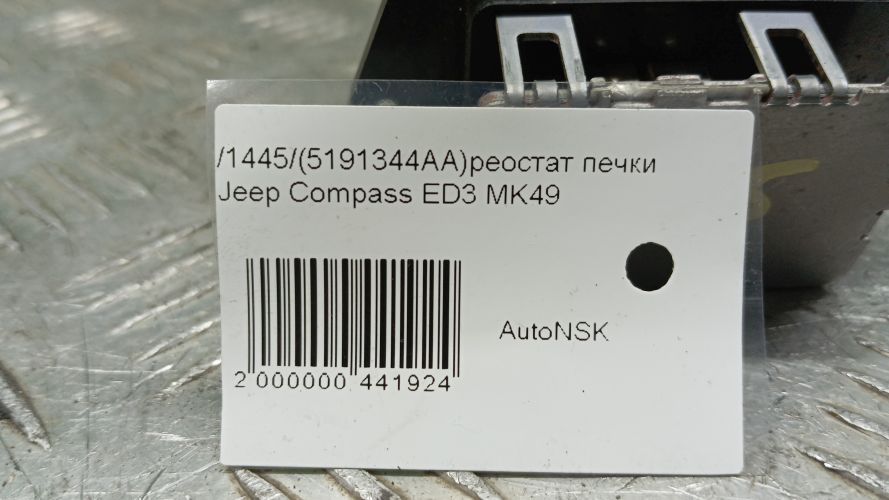 /1445/(5191344AA)реостат печки
Jeep Compass ED3 MK49
AutoNSK
2 000000 441924